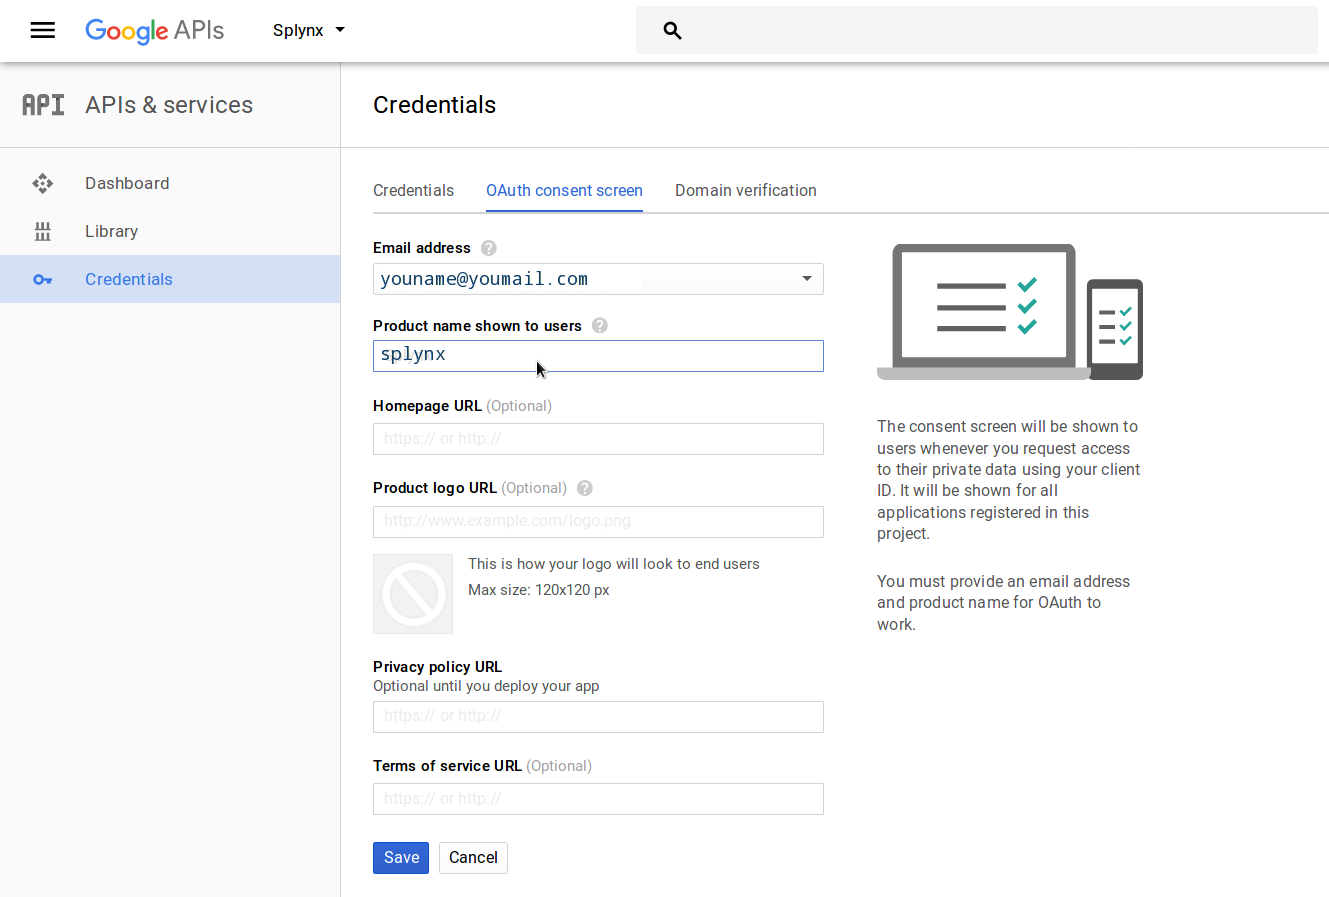 Google APIs
Splynx
API APIs & services
Credentials
Dashboard
Library
Credentials
Credentials OAuth consent screen Domain verification
Email address ?
youname@youmail.com
Product name shown to users ?
splynx
Homepage URL (Optional)
https:// or http://
Product logo URL (Optional) ?
http://www.example.com/logo.png
This is how your logo will look to end users
Max size: 120x120 px
Privacy policy URL
Optional until you deploy your app
https:// or http://
Terms of service URL (Optional)
https:// or http://
Save Cancel
The consent screen will be shown to
users whenever you request access
to their private data using your client
ID. It will be shown for all
applications registered in this
project.
You must provide an email address
and product name for OAuth to
work.